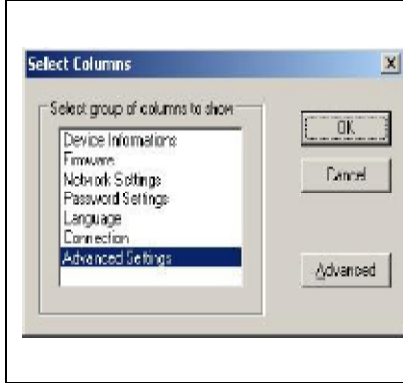 Select Columns
Select group of columns to show
Device Informations
Firmware
Network Settings
Password Settings
Language
Connection
Advanced Settings
OK
Cancel
Advanced